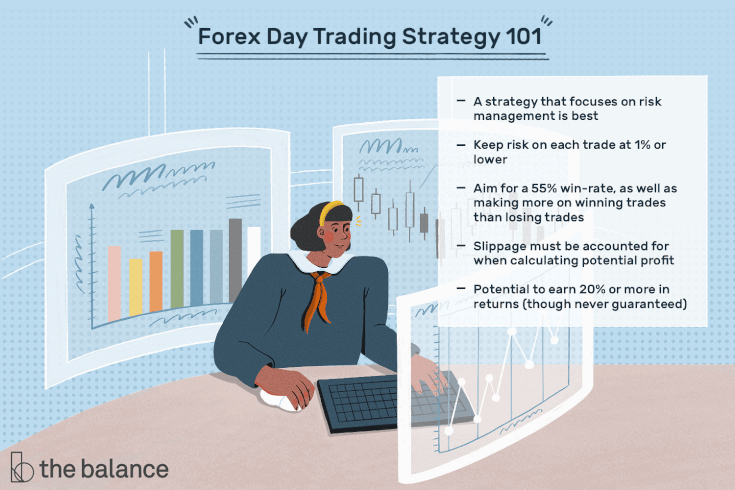 Forex Day Trading Strategy 101
– A strategy that focuses on risk
management is best
– Keep risk on each trade at 1% or
lower
– Aim for a 55% win-rate, as well as
making more on winning trades
than losing trades
– Slippage must be accounted for
when calculating potential profit
– Potential to earn 20% or more in
returns (though never guaranteed)
the balance